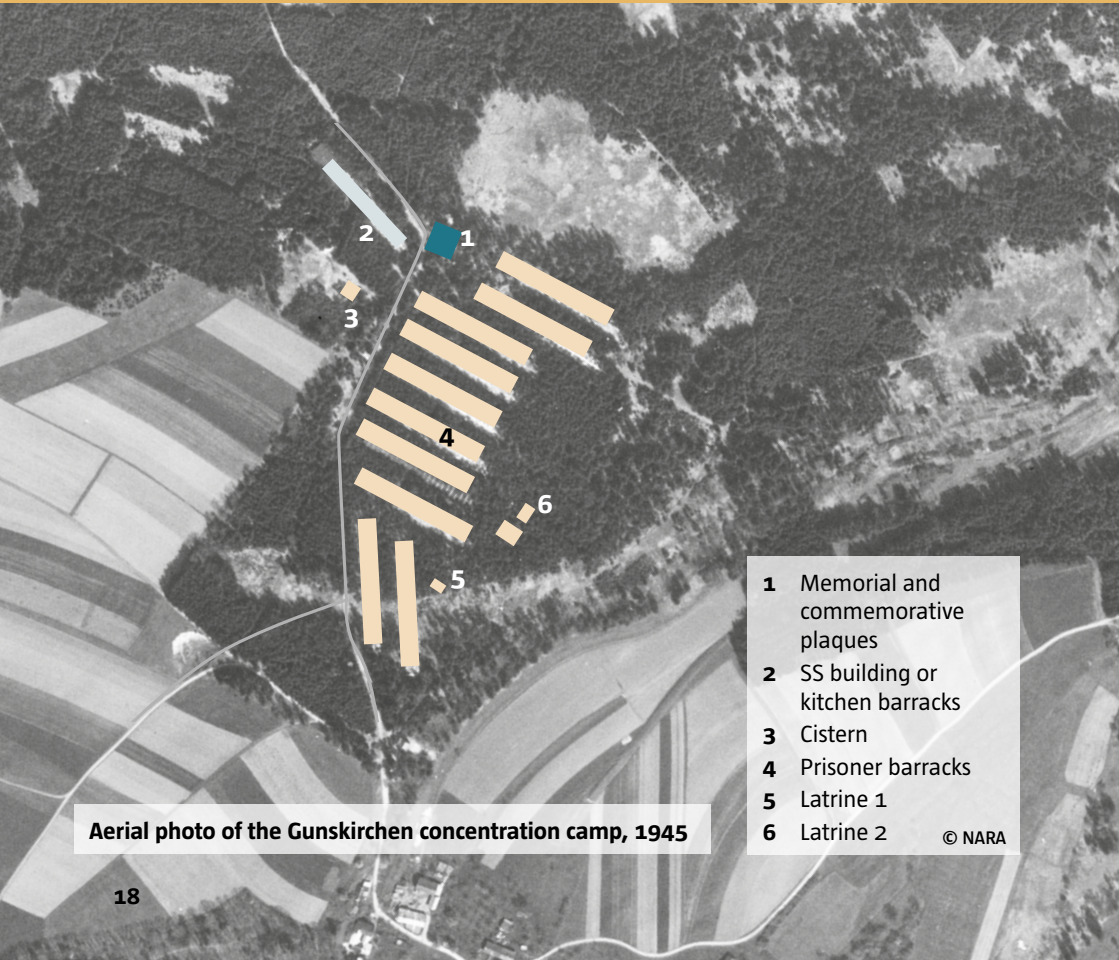 2
1
3
4
6
5
1 Memorial and
commemorative
plaques
2 SS building or
kitchen barracks
3 Cistern
4 Prisoner barracks
5 Latrine 1
6 Latrine 2
© NARA
Aerial photo of the Gunskirchen concentration camp, 1945
18